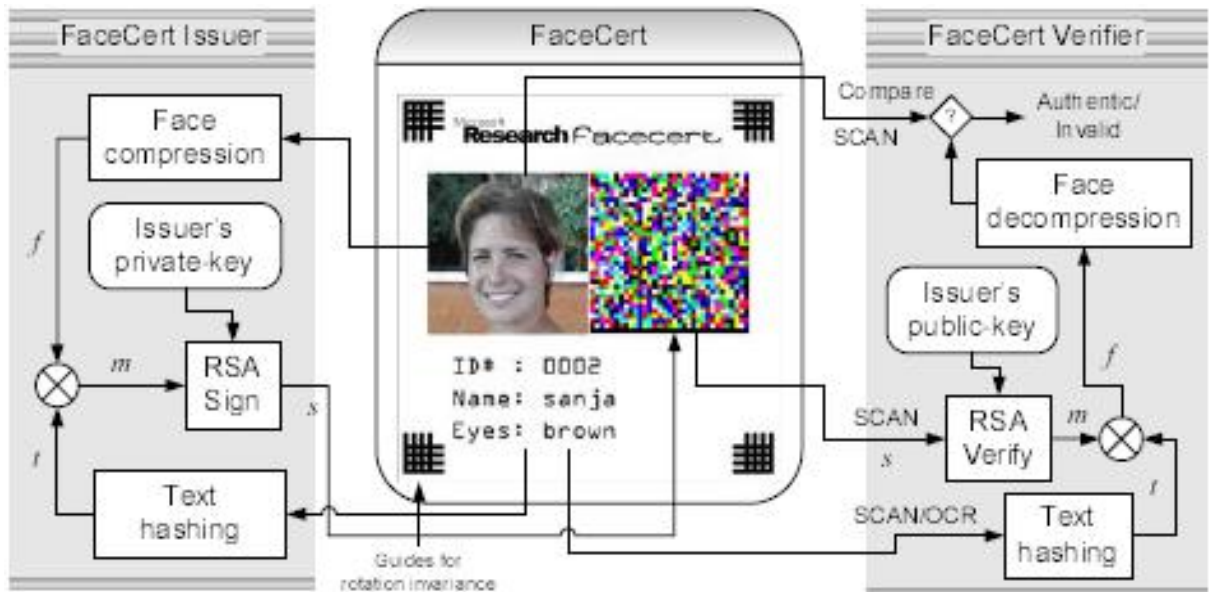 FaceCert Issuer
Face
compression
Issuer's
private-key
f
m
RSA
Sign
s
t
Text
hashing
FaceCert
Microsoft
Research facecert
ID# : 0002
Name: sanja
Eyes: brown
Guides for
rotation invariance
FaceCert Verifier
Compare
SCAN
?
Authentic/
Invalid
Face
decompression
Issuer's
public-key
f
SCAN
s
RSA
Verify
m
t
SCAN/OCR
Text
hashing